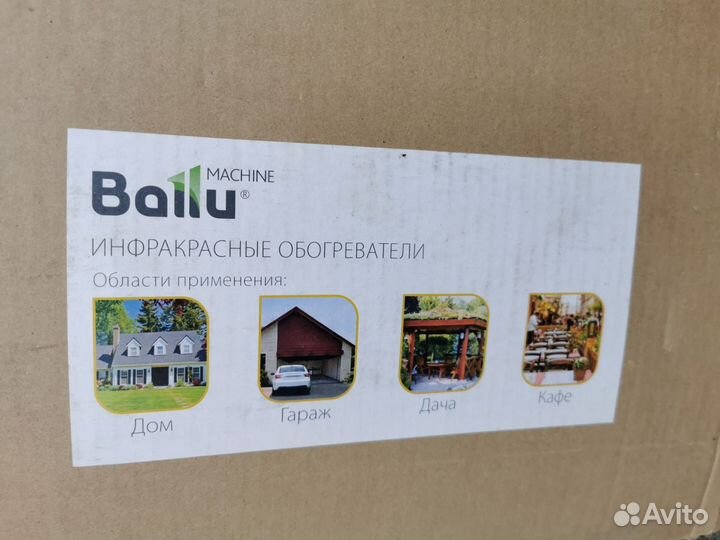 Ballu® MACHINE
ИНФРАКРАСНЫЕ ОБОГРЕВАТЕЛИ
Области применения:
Дом Гараж Дача Кафе
Avito